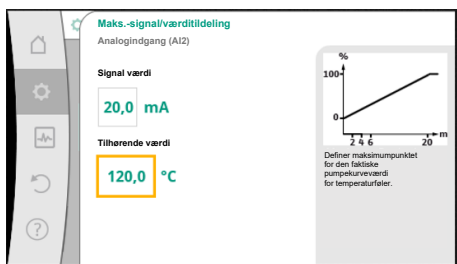 Maks.-signal/værditildeling
Analogindgang (AI2)
Signal værdi
20,0 mA
Tilhørende værdi
120,0 °C
%
100
0
2 4 6 20
m
Definer maksimumpunktet
for den faktiske
pumpekurveværdi
for temperaturføler.
?